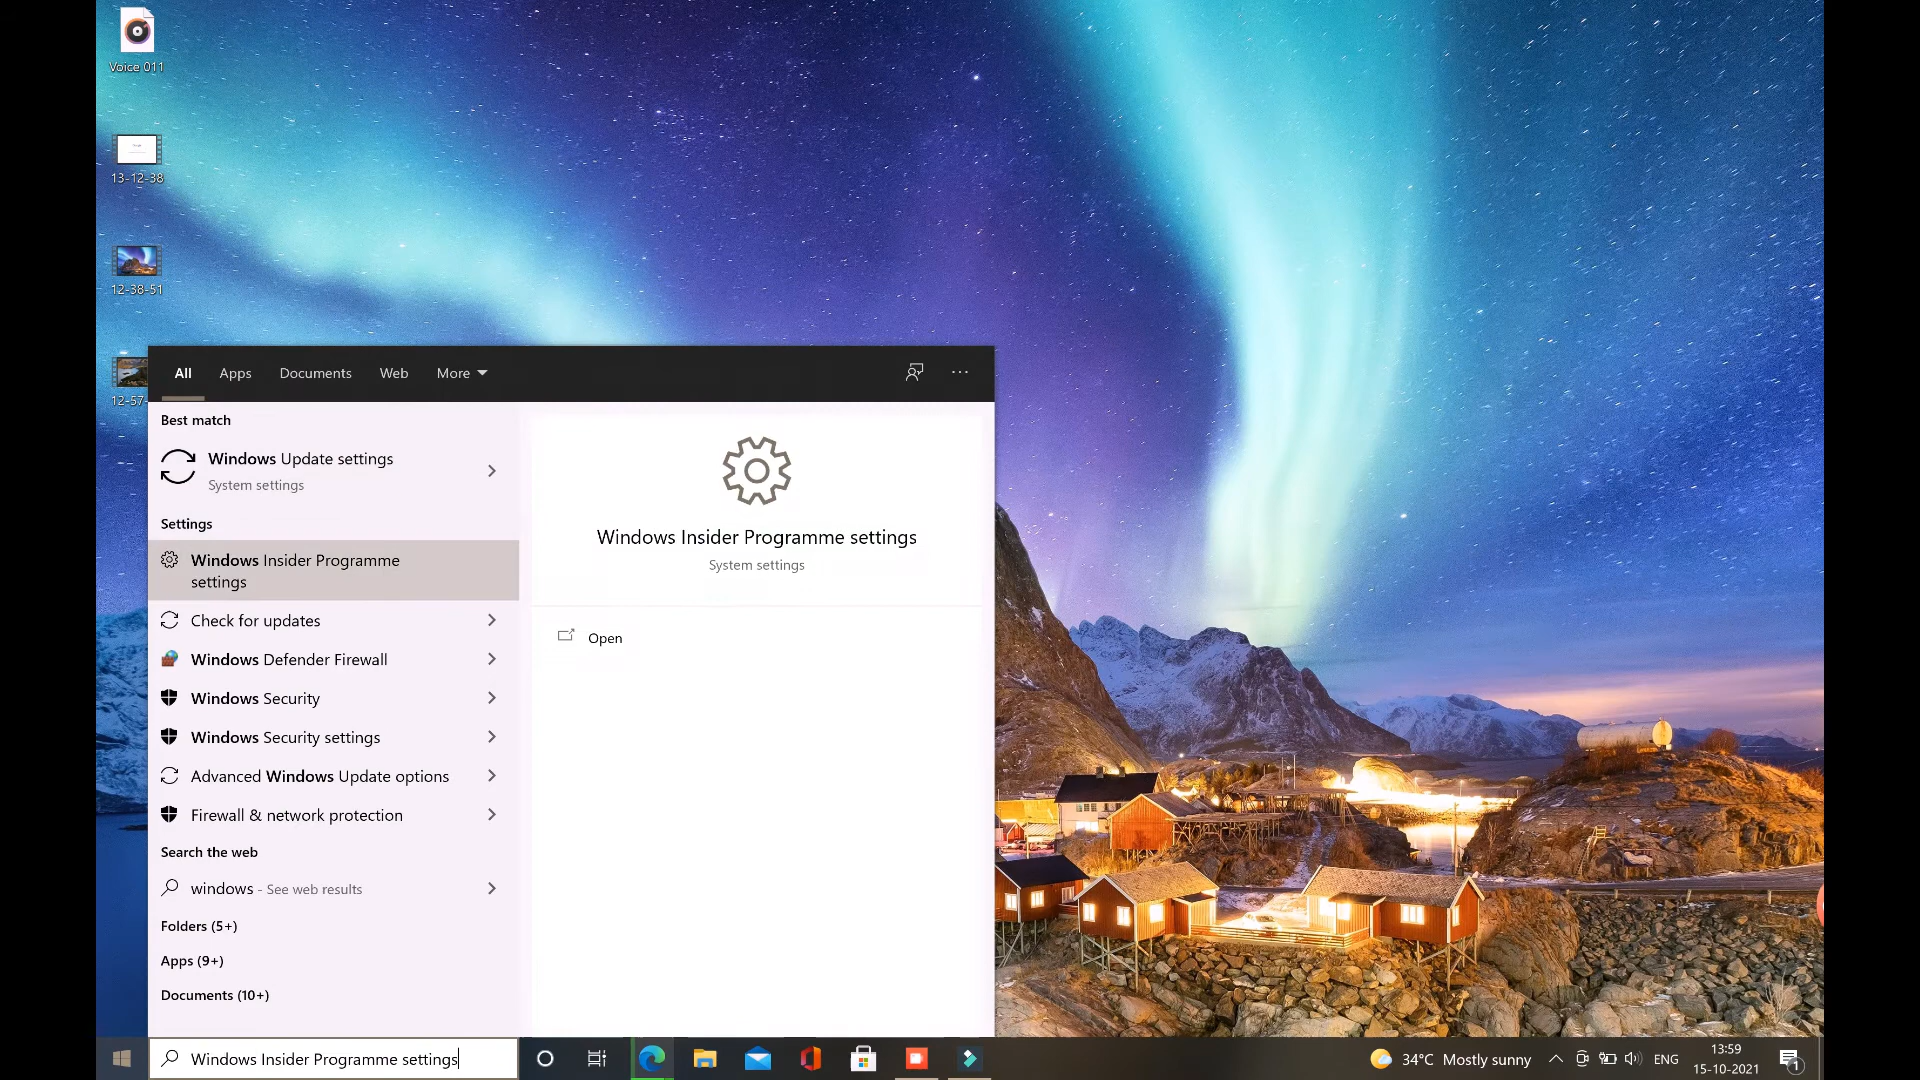 Voice 011
13-12-38
12-38-51
12-57-
All Apps Documents Web More
Best match
Windows Update settings
System settings
Settings
Windows Insider Programme
settings
Check for updates
Windows Defender Firewall
Windows Security
Windows Security settings
Advanced Windows Update options
Firewall & network protection
Search the web
windows - See web results
Folders (5+)
Apps (9+)
Documents (10+)
Windows Insider Programme settings
System settings
Open
Windows Insider Programme settings
34°C Mostly sunny
ENG
13:59
15-10-2021
1